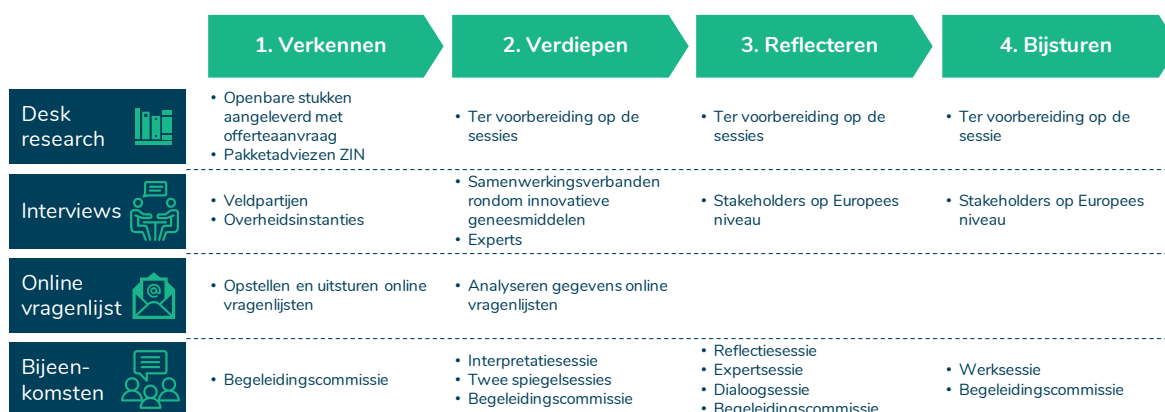 1. Verkennen
2. Verdiepen
3. Reflecteren
4. Bijsturen
Desk
research
• Openbare stukken
aangeleverd met
offerteaanvraag
• Pakketadviezen ZIN
• Ter voorbereiding op de
sessies
• Ter voorbereiding op de
sessies
• Ter voorbereiding op de
sessie
Interviews
• Veldpartijen
• Overheidsinstanties
• Samenwerkingsverbanden
rondom innovatieve
geneesmiddelen
• Experts
• Stakeholders op Europees
niveau
• Stakeholders op Europees
niveau
Online
vragenlijst
@
• Opstellen en uitsturen online
vragenlijsten
• Analyseren gegevens online
vragenlijsten
Bijeen-
komsten
• Begeleidingscommissie
• Interpretatiesessie
• Twee spiegelsessies
• Begeleidingscommissie
• Reflectiesessie
• Expertsessie
• Dialoogsessie
• Begeleidingscommissie
• Werksessie
• Begeleidingscommissie